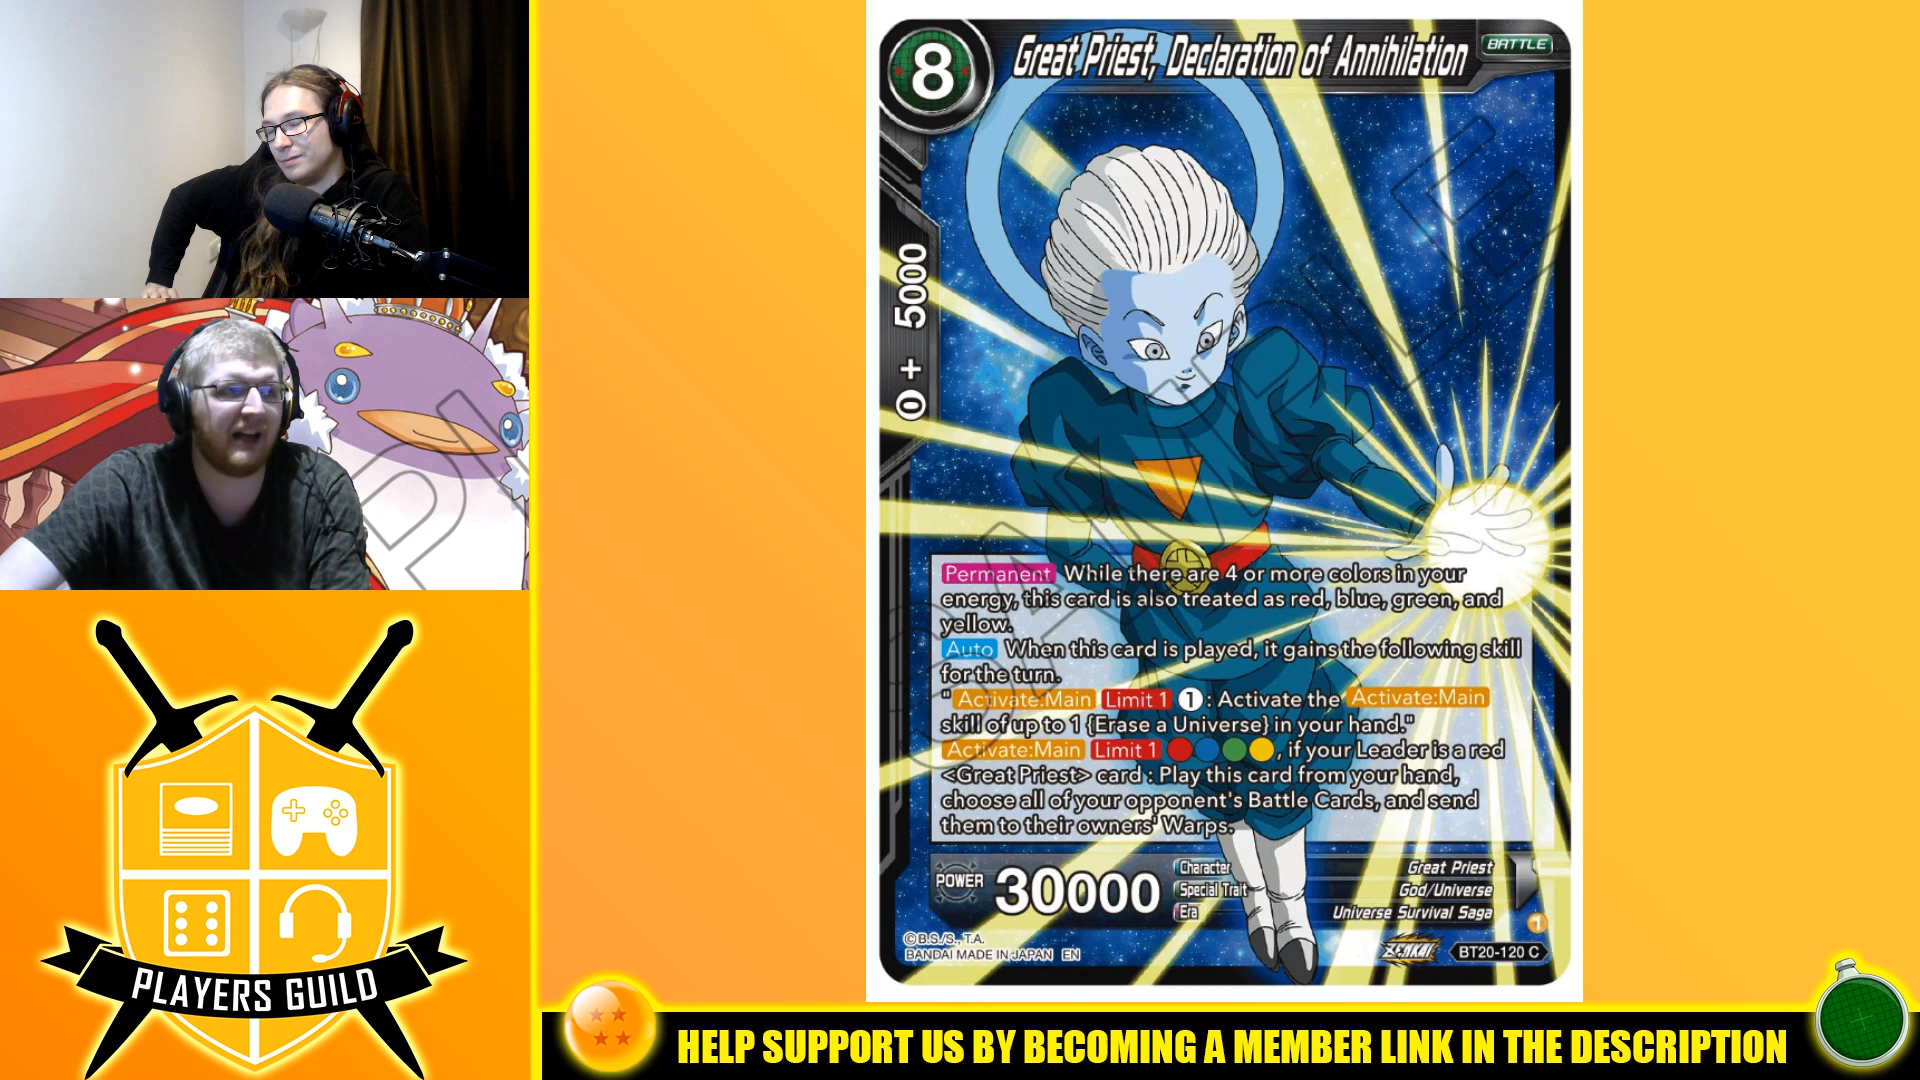 8
Great Priest, Declaration of Annihilation
BATTLE
0 + 5000
SAMPLE
Permanent While there are 4 or more colors in your
energy, this card is also treated as red, blue, green, and
yellow.
Auto When this card is played, it gains the following skill
for the turn.
"Activate:Main Limit 1 1 : Activate the Activate:Main
skill of up to 1 {Erase a Universe} in your hand."
Activate:Main Limit 1 , if your Leader is a red
<Great Priest> card : Play this card from your hand,
choose all of your opponent's Battle Cards, and send
them to their owners' Warps.
POWER 30000
Character Great Priest
Special Trait God/Universe
Era Universe Survival Saga
1
©B.S./S., T.A.
BANDAI MADE IN JAPAN EN
ZENKAI
BT20-120 C
PLAYERS GUILD
HELP SUPPORT US BY BECOMING A MEMBER LINK IN THE DESCRIPTION